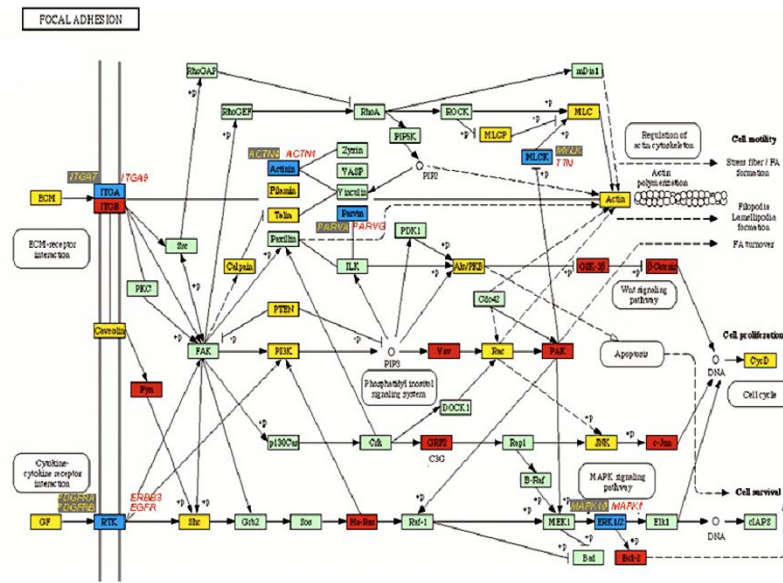 FOCAL ADHESION
RhoGAP
mDia1
+p
RhoGEF
RhoA
ROCK
MLC
PIP5K
MLCP
MLCK
MYLK
TTN
PIP2
Regulation of
actin cytoskeleton
Cell motility
Stress fiber / FA
formation
Actin
polymerization
Filopodia
Lamellipodia
formation
FA turnover
ACTN1
Actinin
Zyxin
VASP
Vinculin
Filamin
Talin
Parvin
PARVA
PARVG
Paxillin
Actin
ITGA7
ITGA9
ECM
ITGA
ITGB
ECM-receptor
interaction
Src
PKC
Calpain
ILK
PDK1
Akt/PKB
GSK-3β
β-Catenin
Wnt signaling
pathway
Cdc42
Caveolin
PTEN
FAK
PI3K
PIP3
Vav
Rac
PAK
Apoptosis
Cell proliferation
DNA
CycD
Cell cycle
Fyn
Phosphatidyl inositol
signaling system
DOCK1
p130Cas
Crk
GRF2
C3G
Rap1
JNK
c-Jun
B-Raf
MAPK signaling
pathway
Cytokine-
cytokine receptor
interaction
PDGFRA
PDGFRB
ERBB3
EGFR
GF
RTK
Shc
Grb2
Sos
Ha-Ras
Raf-1
MEK1
MAPK10
MAPK1
ERK1/2
Elk1
DNA
cIAPs
Cell survival
Bad
Bcl-2